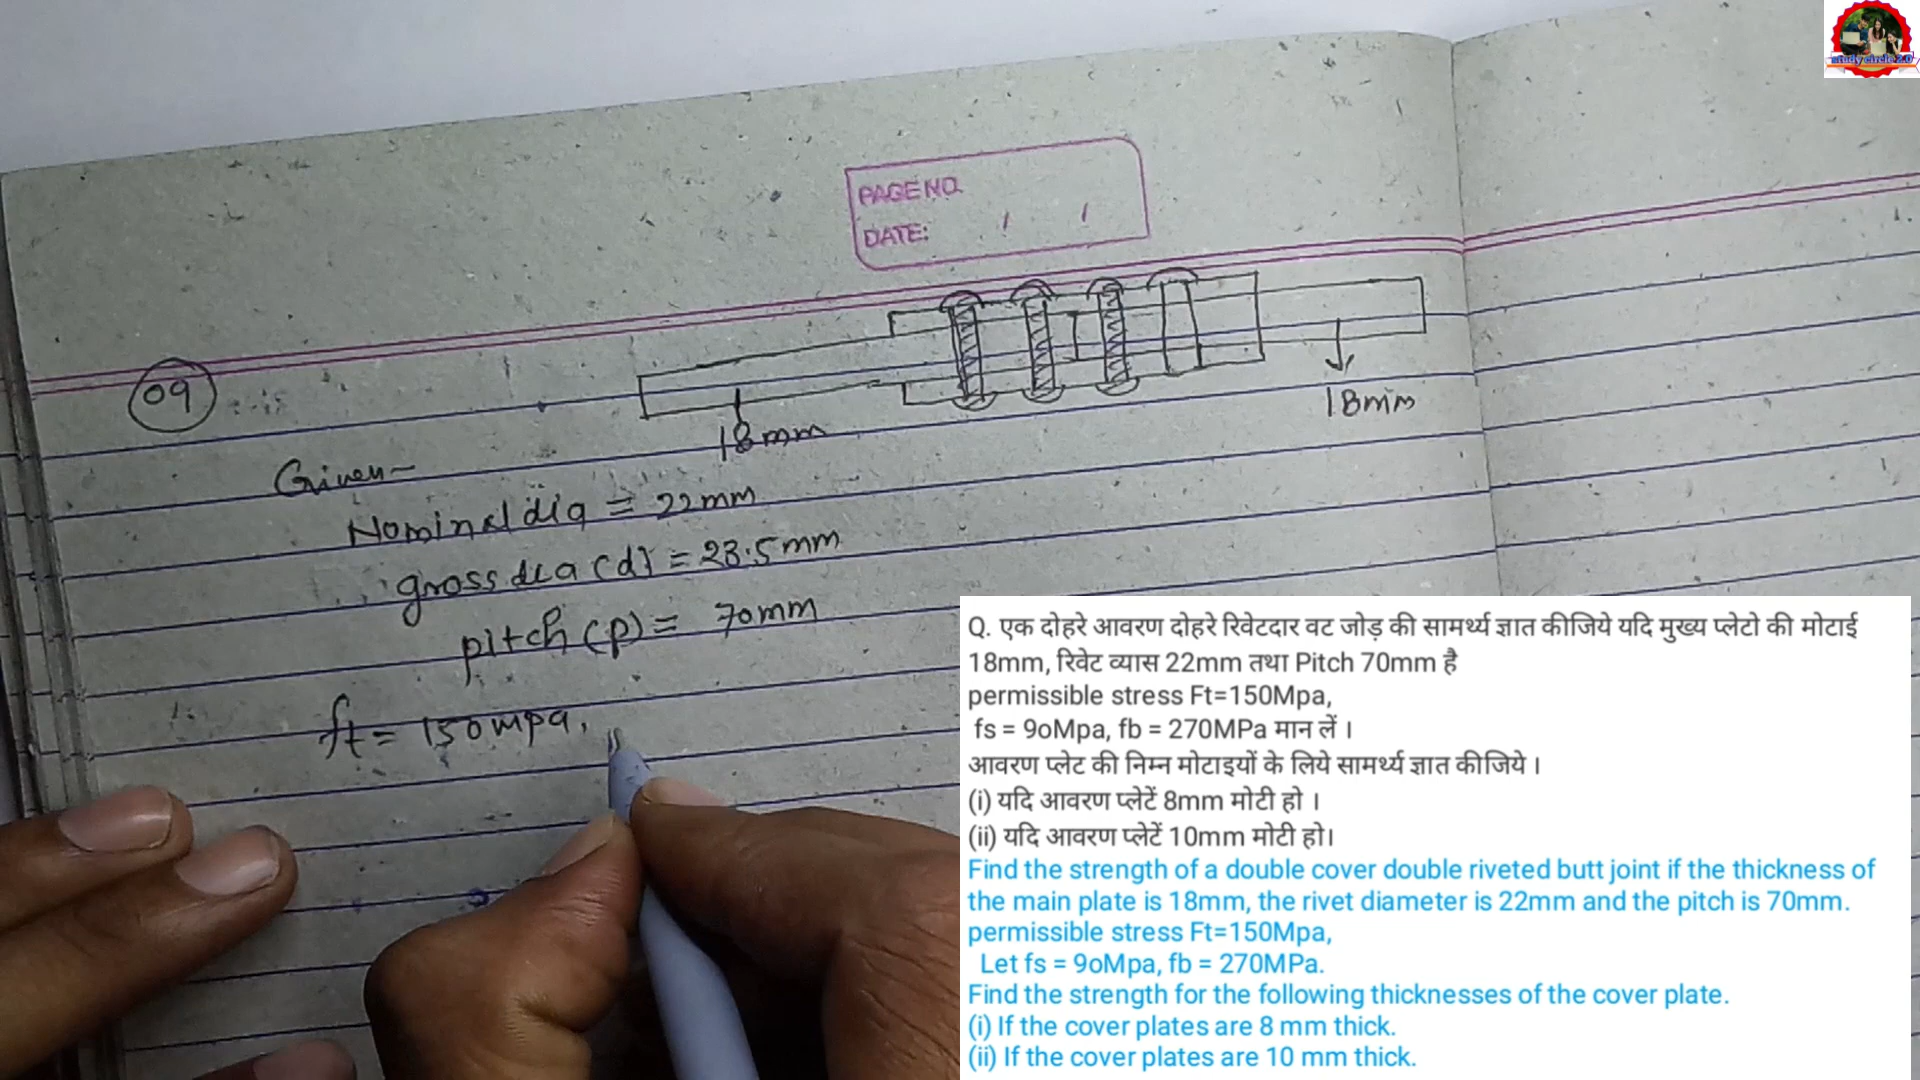 study circle 2.0
PAGE NO.
DATE: / /
09
18mm
18mm
Given-
Nominal dia = 22mm
gross dia (d) = 23.5mm
pitch (p) = 70mm
ft = 150mpa,
Q. एक दोहरे आवरण दोहरे रिवेटदार वट जोड़ की सामर्थ्य ज्ञात कीजिये यदि मुख्य प्लेटो की मोटाई
18mm, रिवेट व्यास 22mm तथा Pitch 70mm है
permissible stress Ft=150Mpa,
fs = 9oMpa, fb = 270MPa मान लें ।
आवरण प्लेट की निम्न मोटाइयों के लिये सामर्थ्य ज्ञात कीजिये ।
(i) यदि आवरण प्लेटें 8mm मोटी हो ।
(ii) यदि आवरण प्लेटें 10mm मोटी हो।
Find the strength of a double cover double riveted butt joint if the thickness of
the main plate is 18mm, the rivet diameter is 22mm and the pitch is 70mm.
permissible stress Ft=150Mpa,
Let fs = 9oMpa, fb = 270MPa.
Find the strength for the following thicknesses of the cover plate.
(i) If the cover plates are 8 mm thick.
(ii) If the cover plates are 10 mm thick.